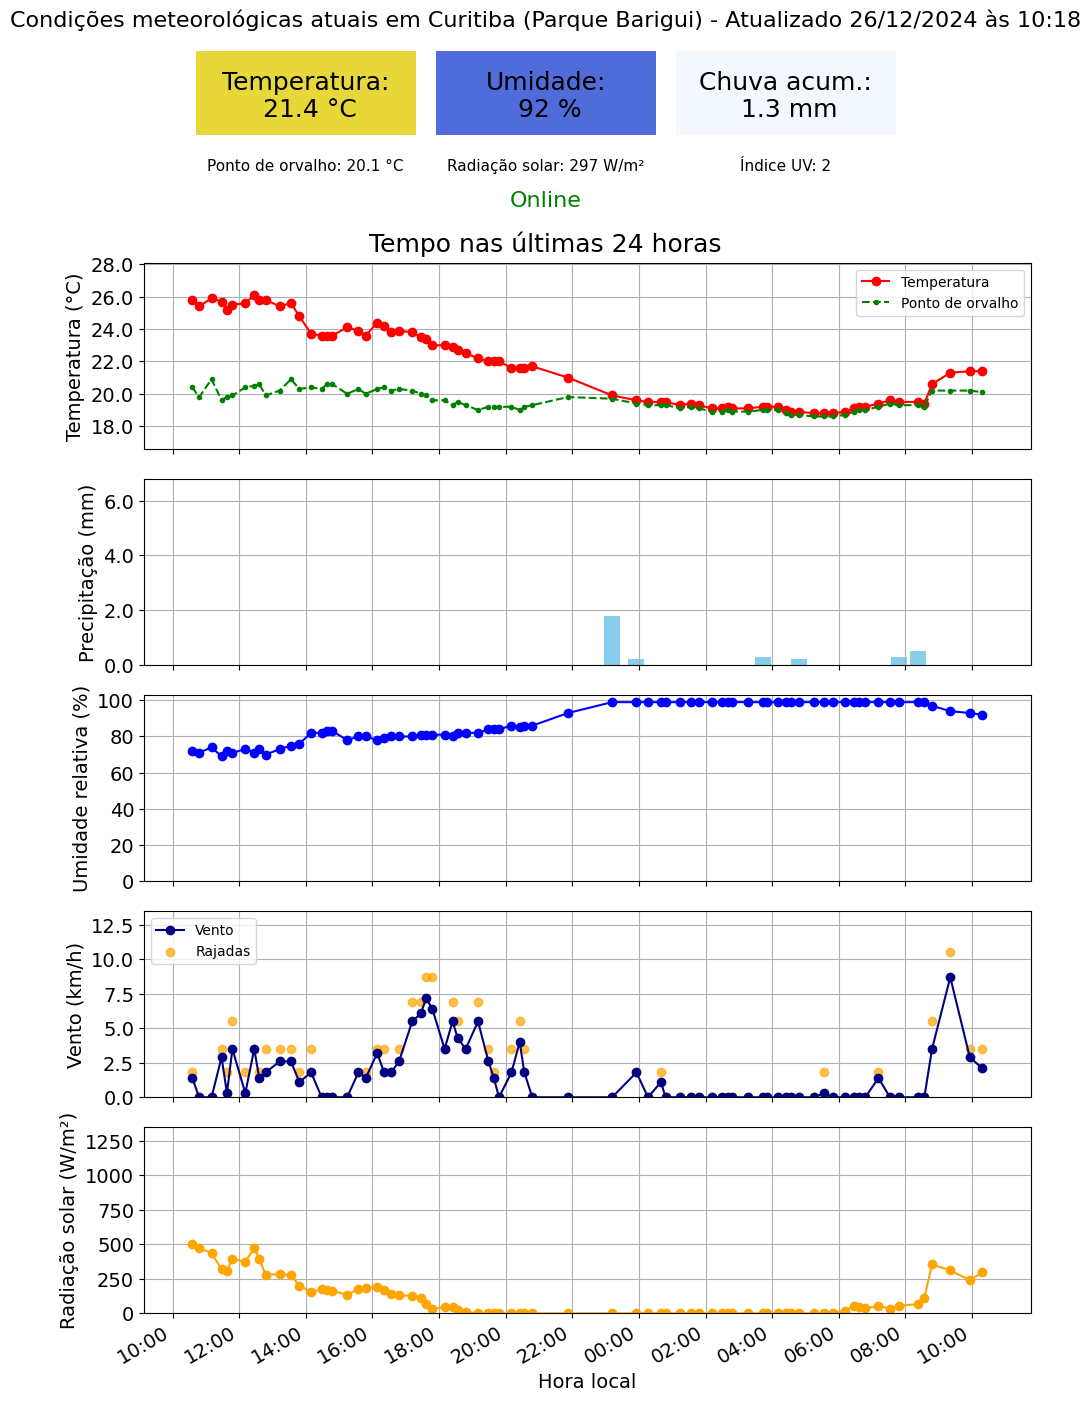 Condições meteorológicas atuais em Curitiba (Parque Barigui) - Atualizado 26/12/2024 às 10:18
Temperatura:
21.4 °C
Umidade:
92 %
Chuva acum.:
1.3 mm
Ponto de orvalho: 20.1 °C
Radiação solar: 297 W/m²
Índice UV: 2
Online
Tempo nas últimas 24 horas
Temperatura (°C)
28.0
26.0
24.0
22.0
20.0
18.0
Temperatura
Ponto de orvalho
Precipitação (mm)
6.0
4.0
2.0
0.0
Umidade relativa (%)
100
80
60
40
20
0
Vento (km/h)
12.5
10.0
7.5
5.0
2.5
0.0
Vento
Rajadas
Radiação solar (W/m²)
1250
1000
750
500
250
0
10:00 12:00 14:00 16:00 18:00 20:00 22:00 00:00 02:00 04:00 06:00 08:00 10:00
Hora local